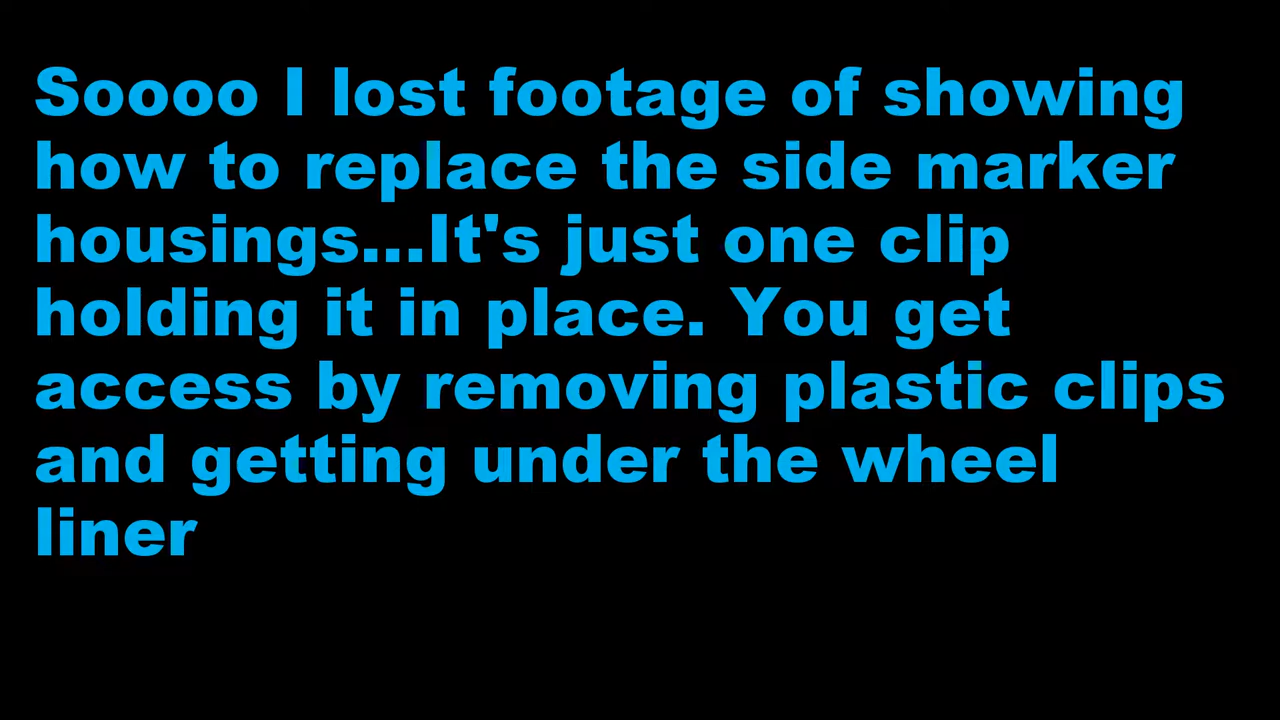 Soooo I lost footage of showing
how to replace the side marker
housings...It's just one clip
holding it in place. You get
access by removing plastic clips
and getting under the wheel
liner